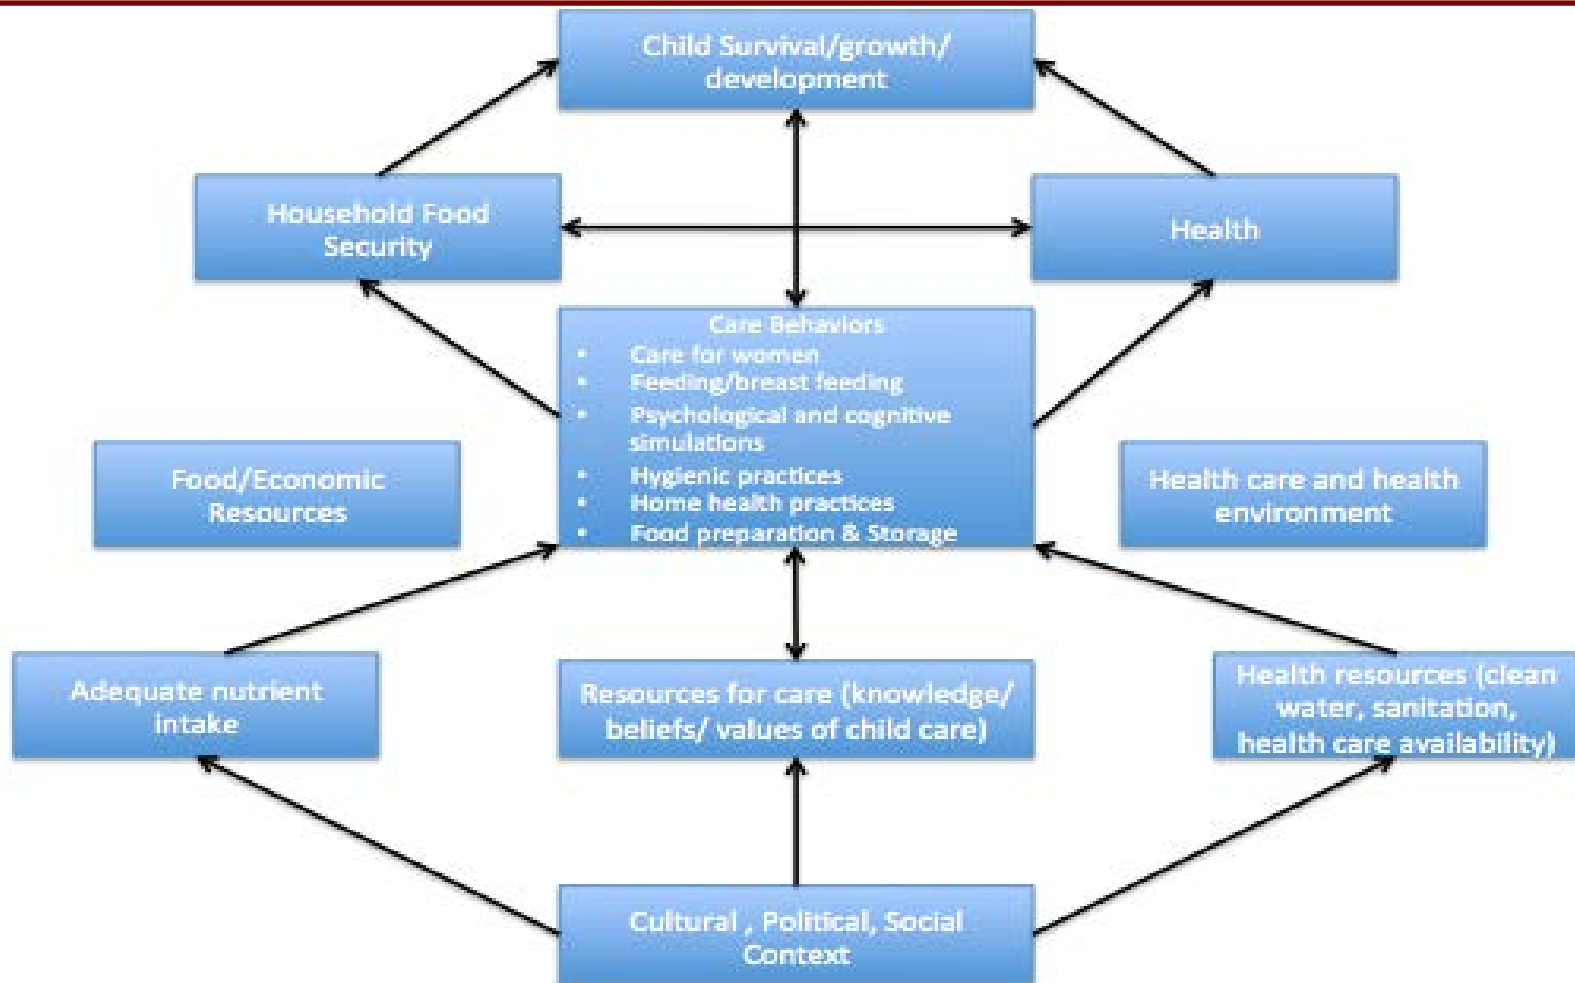 Child Survival/growth/
development
Household Food
Security
Health
Care Behaviors
• Care for women
• Feeding/breast feeding
• Psychological and cognitive
simulations
• Hygienic practices
• Home health practices
• Food preparation & Storage
Food/Economic
Resources
Health care and health
environment
Adequate nutrient
intake
Resources for care (knowledge/
beliefs/ values of child care)
Health resources (clean
water, sanitation,
health care availability)
Cultural , Political, Social
Context